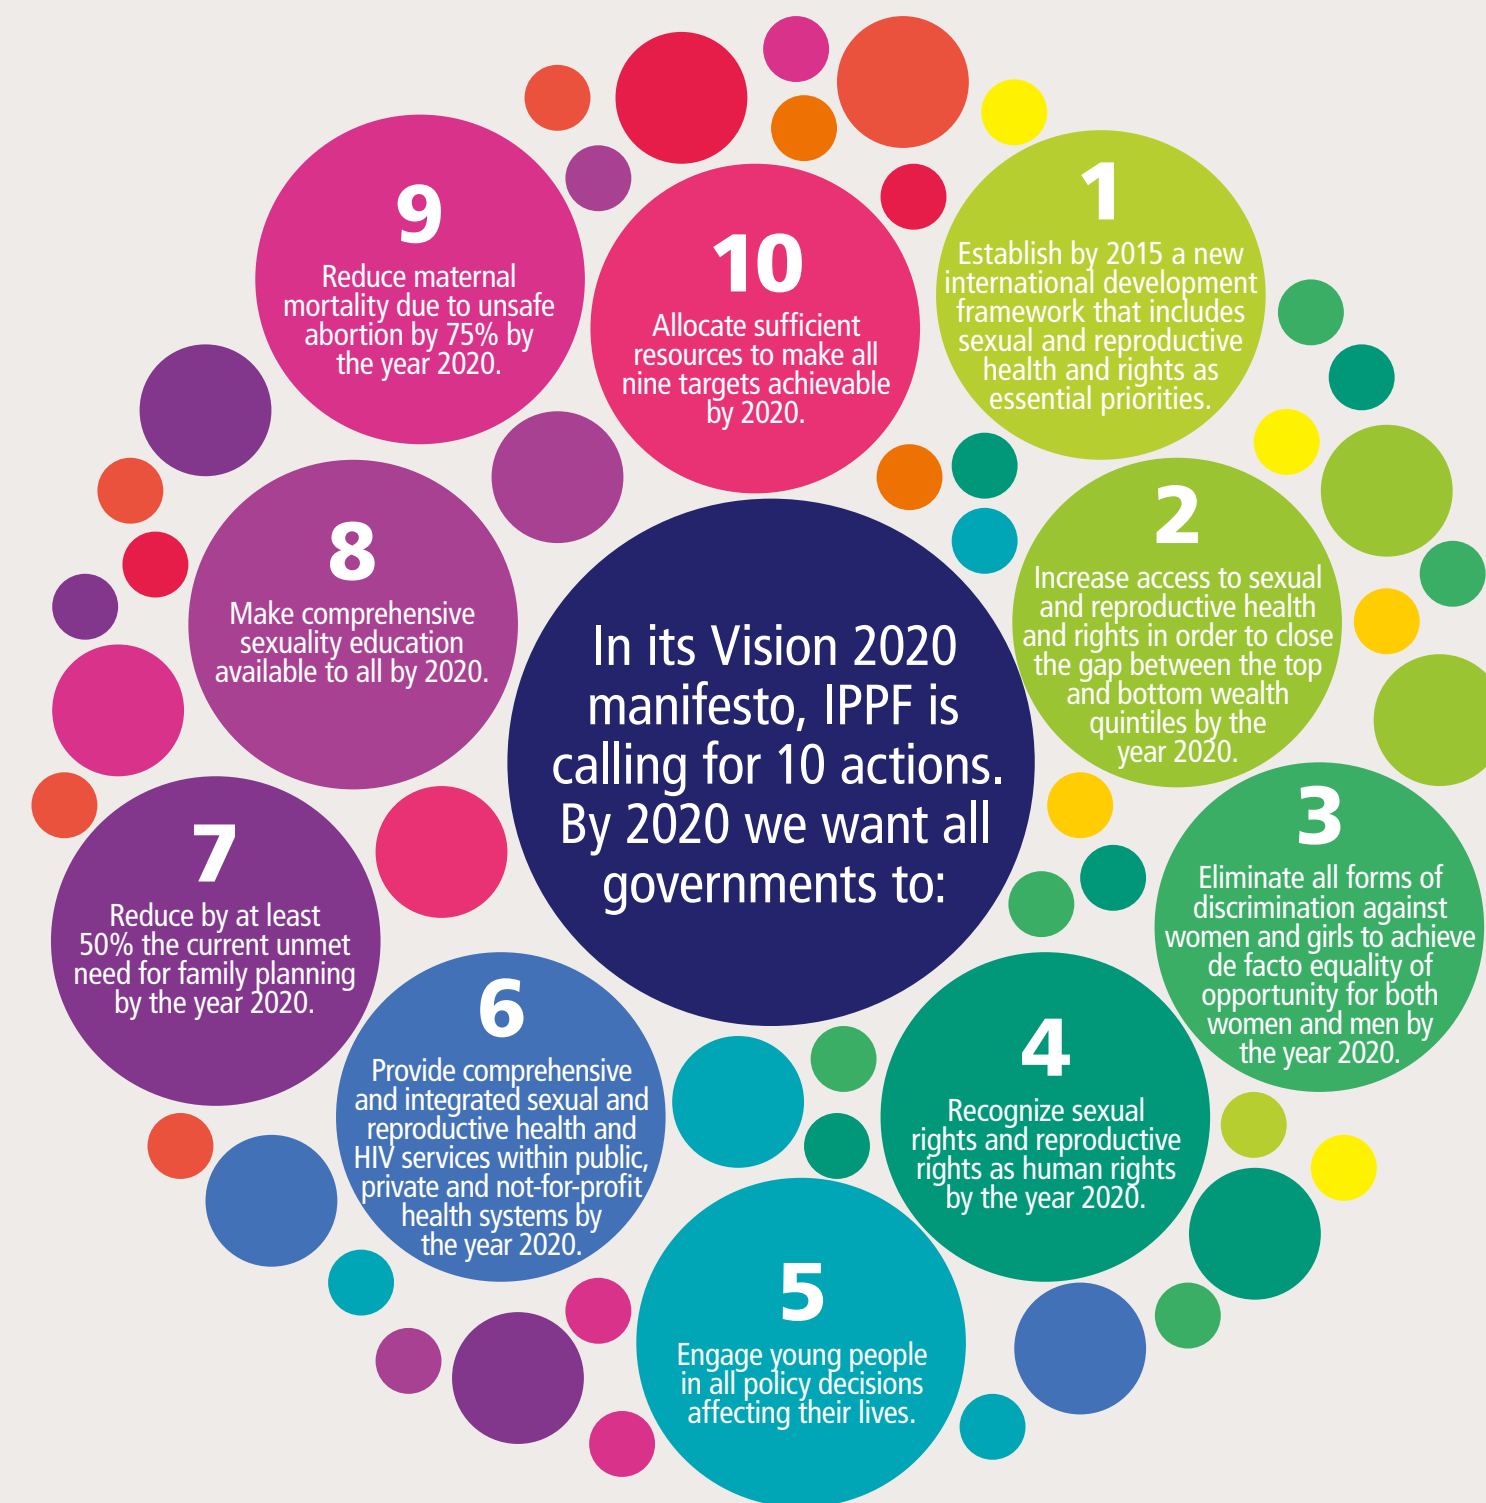 In its Vision 2020
manifesto, IPPF is
calling for 10 actions.
By 2020 we want all
governments to:
1
Establish by 2015 a new
international development
framework that includes
sexual and reproductive
health and rights as
essential priorities.
2
Increase access to sexual
and reproductive health
and rights in order to close
the gap between the top
and bottom wealth
quintiles by the
year 2020.
3
Eliminate all forms of
discrimination against
women and girls to achieve
de facto equality of
opportunity for both
women and men by
the year 2020.
4
Recognize sexual
rights and reproductive
rights as human rights
by the year 2020.
5
Engage young people
in all policy decisions
affecting their lives.
6
Provide comprehensive
and integrated sexual and
reproductive health and
HIV services within public,
private and not-for-profit
health systems by
the year 2020.
7
Reduce by at least
50% the current unmet
need for family planning
by the year 2020.
8
Make comprehensive
sexuality education
available to all by 2020.
9
Reduce maternal
mortality due to unsafe
abortion by 75% by
the year 2020.
10
Allocate sufficient
resources to make all
nine targets achievable
by 2020.